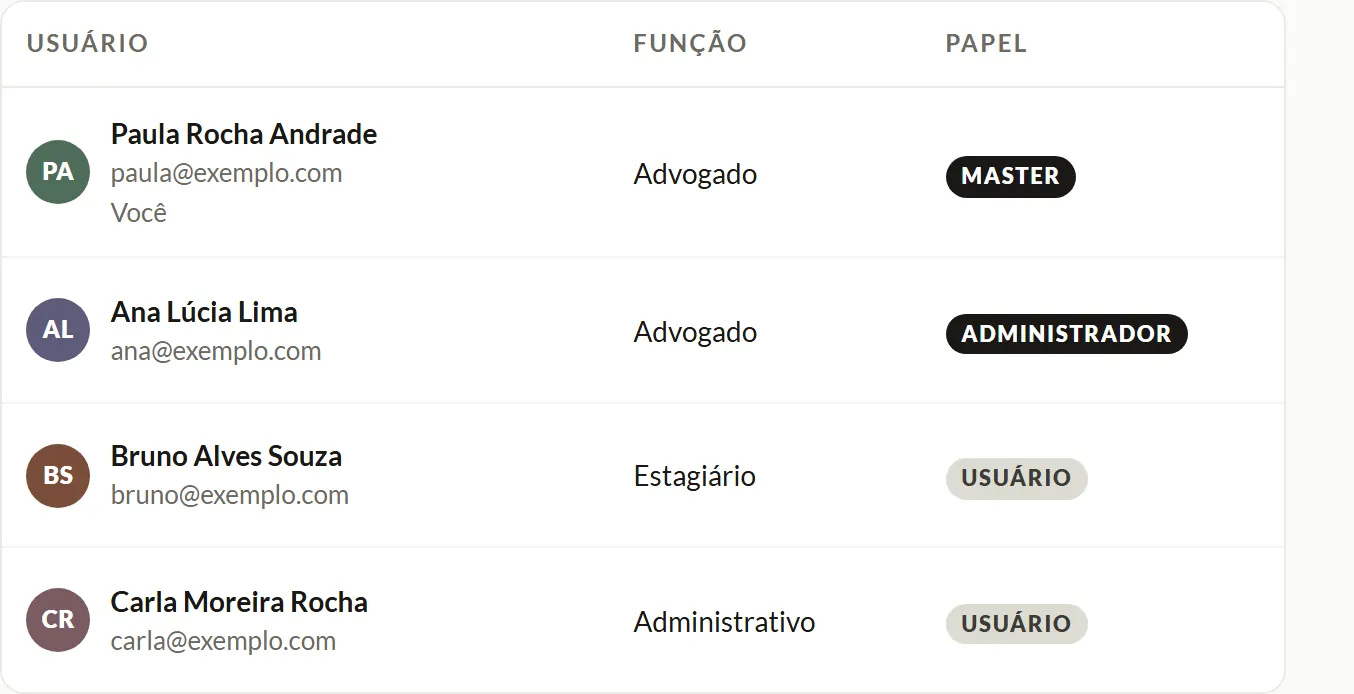 USUÁRIO FUNÇÃO PAPEL
PA
Paula Rocha Andrade
paula@exemplo.com
Você
Advogado
MASTER
AL
Ana Lúcia Lima
ana@exemplo.com
Advogado
ADMINISTRADOR
BS
Bruno Alves Souza
bruno@exemplo.com
Estagiário
USUÁRIO
CR
Carla Moreira Rocha
carla@exemplo.com
Administrativo
USUÁRIO